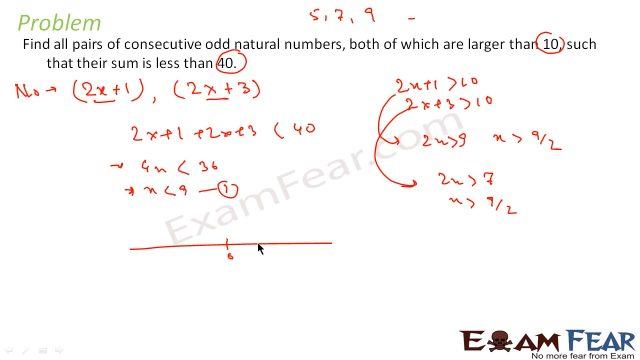 5, 7, 9 -
Problem
Find all pairs of consecutive odd natural numbers, both of which are larger than 10, such
that their sum is less than 40.
No → (2x+1), (2x+3)
2x+1 >10
2x+3 >10
2x+1 +2x+3 < 40
2x>9 x > 9/2
→ 4x < 36
→ x < 9 — ①
2x > 7
x > 9/2
0
ExamFear.com
EXAM FEAR
No more fear from Exam